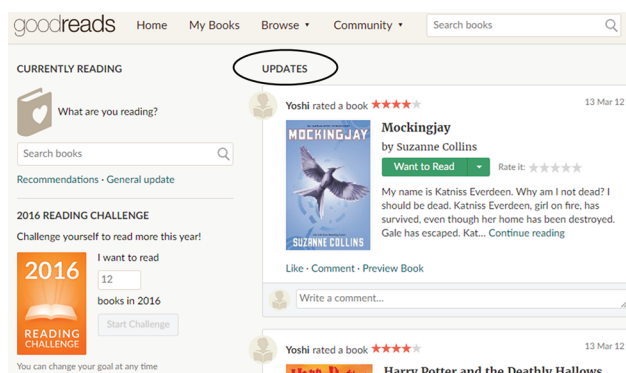 goodreads Home My Books Browse ▾ Community ▾ Search books
CURRENTLY READING
What are you reading?
Search books
Recommendations · General update
2016 READING CHALLENGE
Challenge yourself to read more this year!
2016
READING
CHALLENGE
I want to read
12
books in 2016
Start Challenge
You can change your goal at any time
UPDATES
Yoshi rated a book 13 Mar 12
MOCKINGJAY
SUZANNE COLLINS
Mockingjay
by Suzanne Collins
Want to Read Rate it:
My name is Katniss Everdeen. Why am I not dead? I
should be dead. Katniss Everdeen, girl on fire, has
survived, even though her home has been destroyed.
Gale has escaped. Kat... Continue reading
Like · Comment · Preview Book
Write a comment...
Yoshi rated a book 13 Mar 12
Harry Potter and the Deathly Hallows